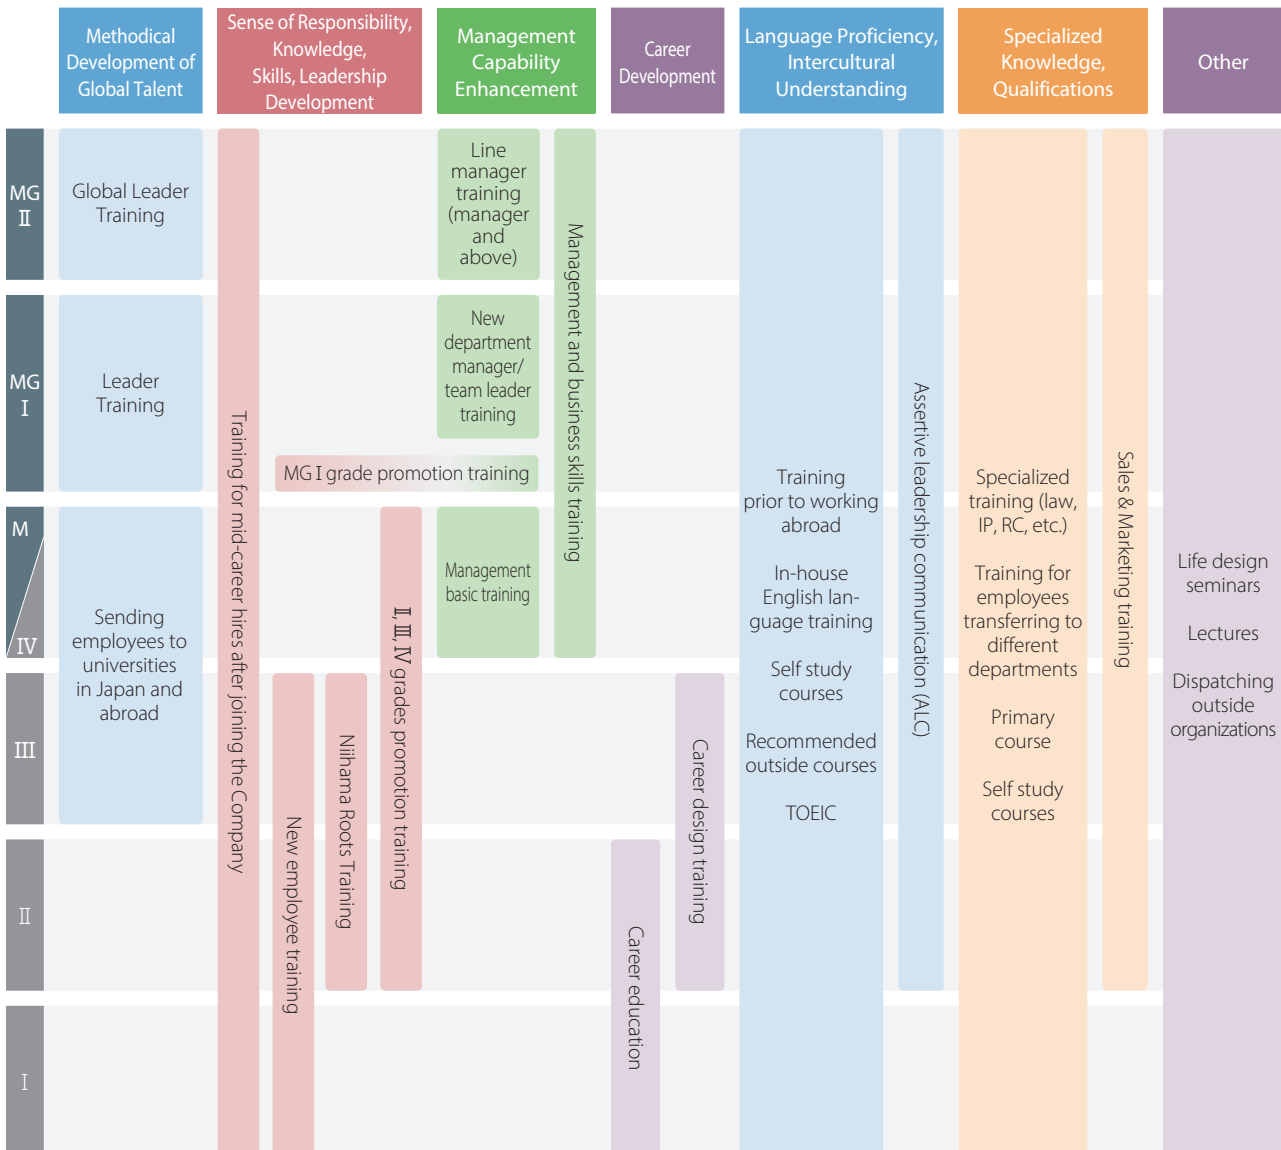 Methodical
Development of
Global Talent
Sense of Responsibility,
Knowledge,
Skills, Leadership
Development
Management
Capability
Enhancement
Career
Development
Language Proficiency,
Intercultural
Understanding
Specialized
Knowledge,
Qualifications
Other
MG
Ⅱ
MG
Ⅰ
M
Ⅳ
Ⅲ
Ⅱ
Ⅰ
Global Leader
Training
Leader
Training
Sending
employees to
universities
in Japan and
abroad
Training for mid-career hires after joining the Company
New employee training
Niihama Roots Training
Ⅱ, Ⅲ, Ⅳ grades promotion training
MG I grade promotion training
Line
manager
training
(manager
and
above)
New
department
manager/
team leader
training
Management
basic training
Management and business skills training
Career education
Career design training
Training
prior to working
abroad
In-house
English lan-
guage training
Self study
courses
Recommended
outside courses
TOEIC
Assertive leadership communication (ALC)
Specialized
training (law,
IP, RC, etc.)
Training for
employees
transferring to
different
departments
Primary
course
Self study
courses
Sales & Marketing training
Life design
seminars
Lectures
Dispatching
outside
organizations